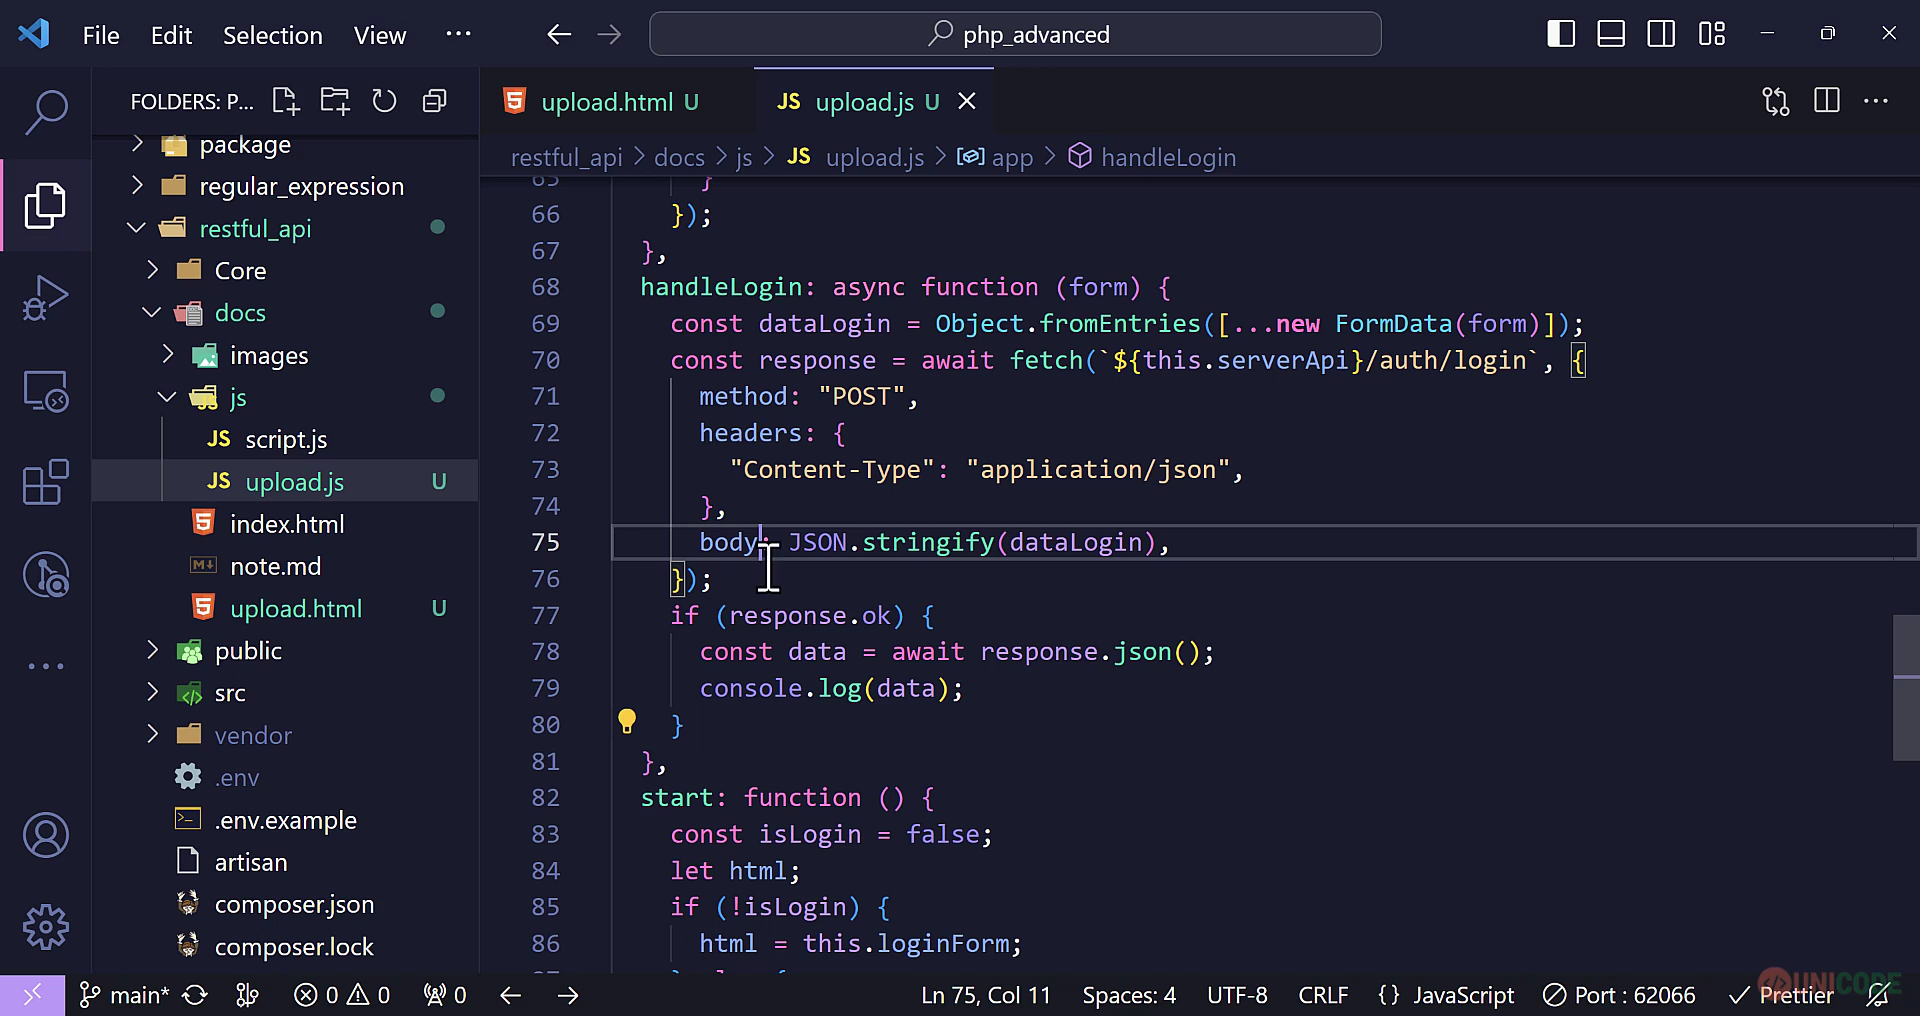 File Edit Selection View ...
php_advanced
FOLDERS: P...
upload.html U
JS upload.js U
restful_api > docs > js > JS upload.js > app > handleLogin
package
regular_expression
restful_api
Core
docs
images
js
JS script.js
JS upload.js U
index.html
note.md
upload.html U
public
src
vendor
.env
.env.example
artisan
composer.json
composer.lock
65 }
66 });
67 },
68 handleLogin: async function (form) {
69 const dataLogin = Object.fromEntries([...new FormData(form)]);
70 const response = await fetch(`${this.serverApi}/auth/login`, {
71 method: "POST",
72 headers: {
73 "Content-Type": "application/json",
74 },
75 body: JSON.stringify(dataLogin),
76 });
77 if (response.ok) {
78 const data = await response.json();
79 console.log(data);
80 }
81 },
82 start: function () {
83 const isLogin = false;
84 let html;
85 if (!isLogin) {
86 html = this.loginForm;
main* 0 0 0 Ln 75, Col 11 Spaces: 4 UTF-8 CRLF {} JavaScript Port : 62066 Prettier
UNICODE